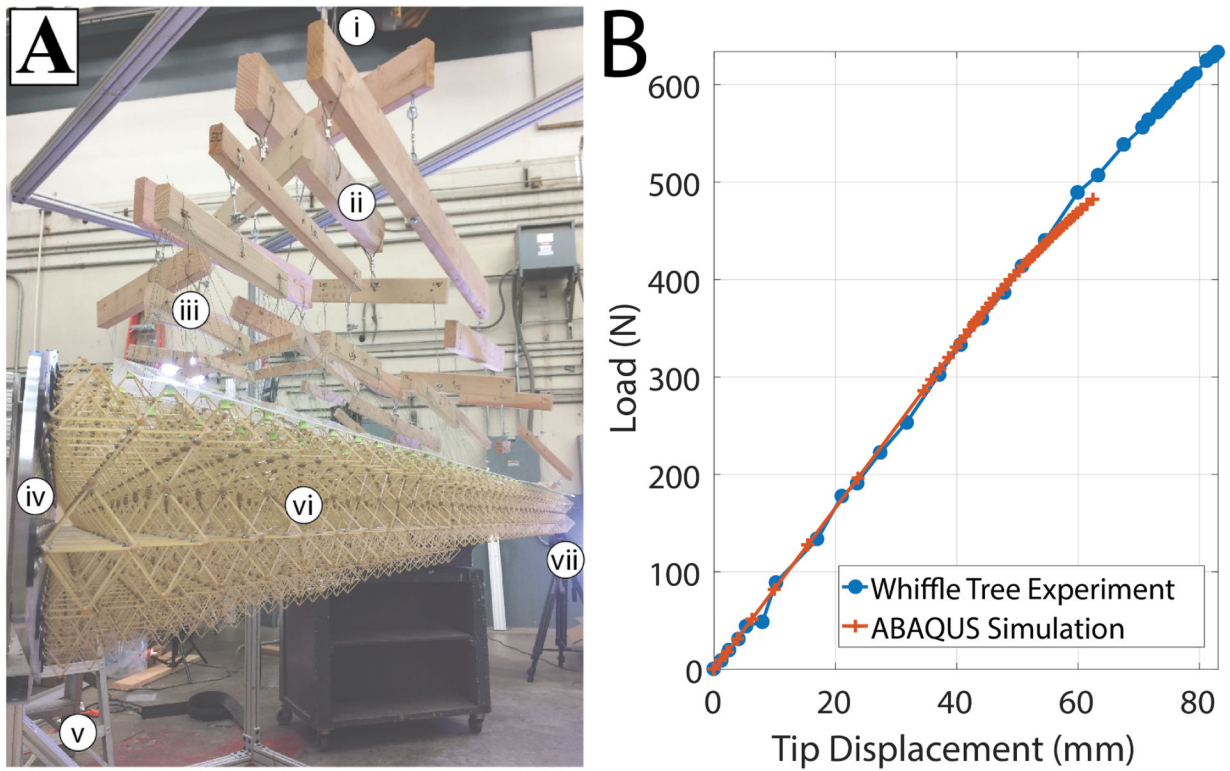 A
i
ii
iii
iv
vi
vii
v
B
Load (N)
600
500
400
300
200
100
0
0
20
40
60
80
Tip Displacement (mm)
Whiffle Tree Experiment
ABAQUS Simulation